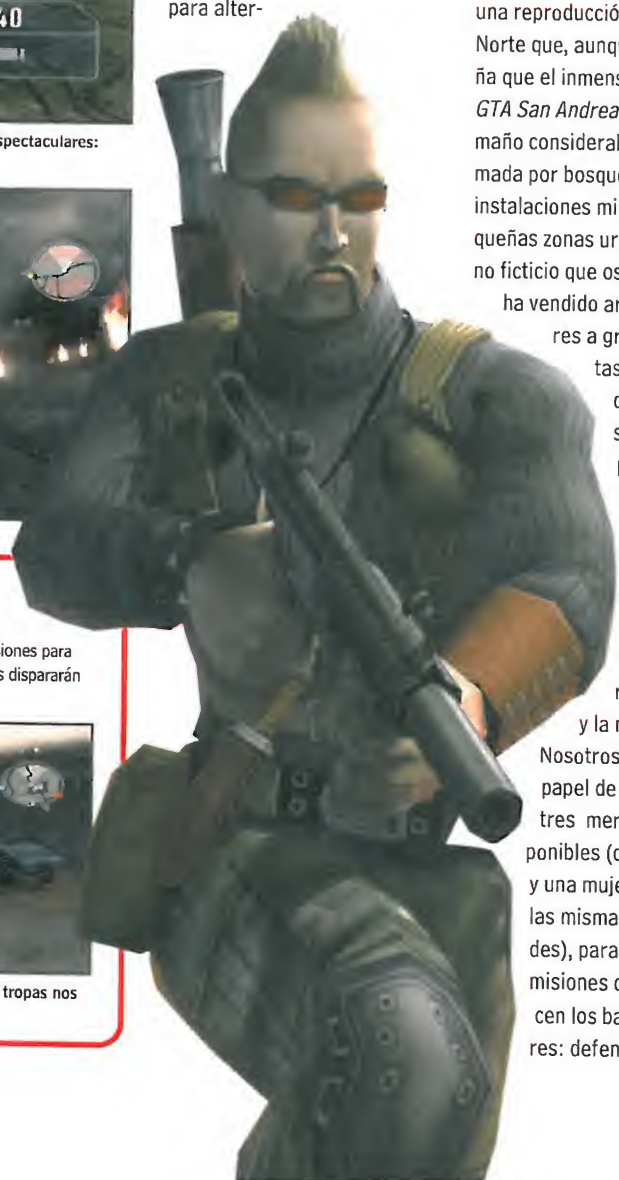 40
para alter-
spectaculares:
siones para
s dispararán
tropas nos
una reproducció
Norte que, aunqu
ña que el inmens
GTA San Andrea
maño considera
mada por bosque
instalaciones mi
queñas zonas ur
no ficticio que os
ha vendido ar
res a gr
tas
s
y la
Nosotros
papel de
tres mer
ponibles (
y una muje
las misma
des), para
misiones
cen los ba
res: defen